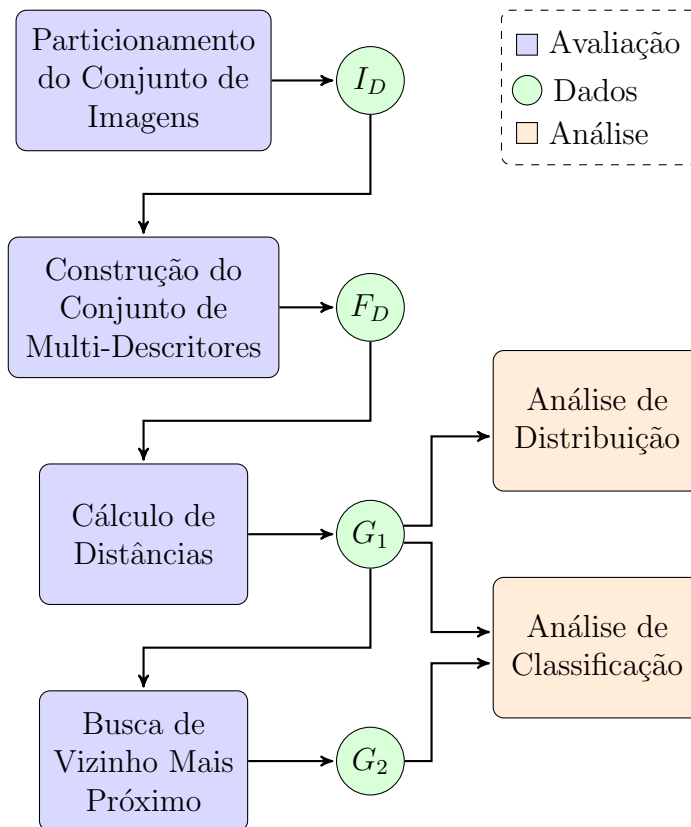 Particionamento
do Conjunto de
Imagens
I_D
Avaliação
Dados
Análise
Construção do
Conjunto de
Multi-Descritores
F_D
Análise de
Distribuição
Cálculo de
Distâncias
G_1
Análise de
Classificação
Busca de
Vizinho Mais
Próximo
G_2